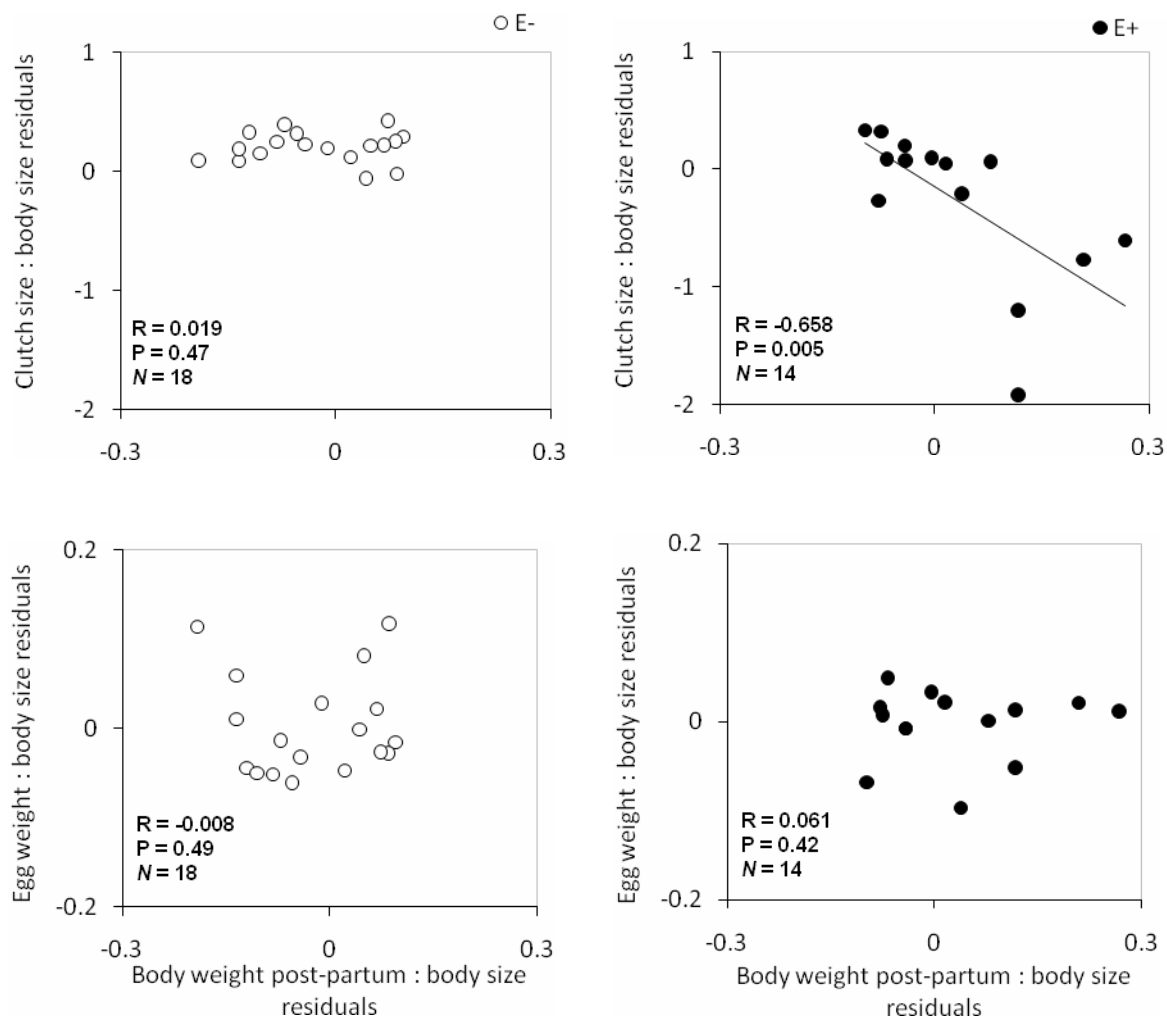 E-
Clutch size : body size residuals
1
0
-1
-2
R = 0.019
P = 0.47
N = 18
-0.3
0
0.3
E+
Clutch size : body size residuals
1
0
-1
-2
R = -0.658
P = 0.005
N = 14
-0.3
0
0.3
Egg weight : body size residuals
0.2
0
-0.2
R = -0.008
P = 0.49
N = 18
-0.3
0
0.3
Body weight post-partum : body size
residuals
Egg weight : body size residuals
0.2
0
-0.2
R = 0.061
P = 0.42
N = 14
-0.3
0
0.3
Body weight post-partum : body size
residuals